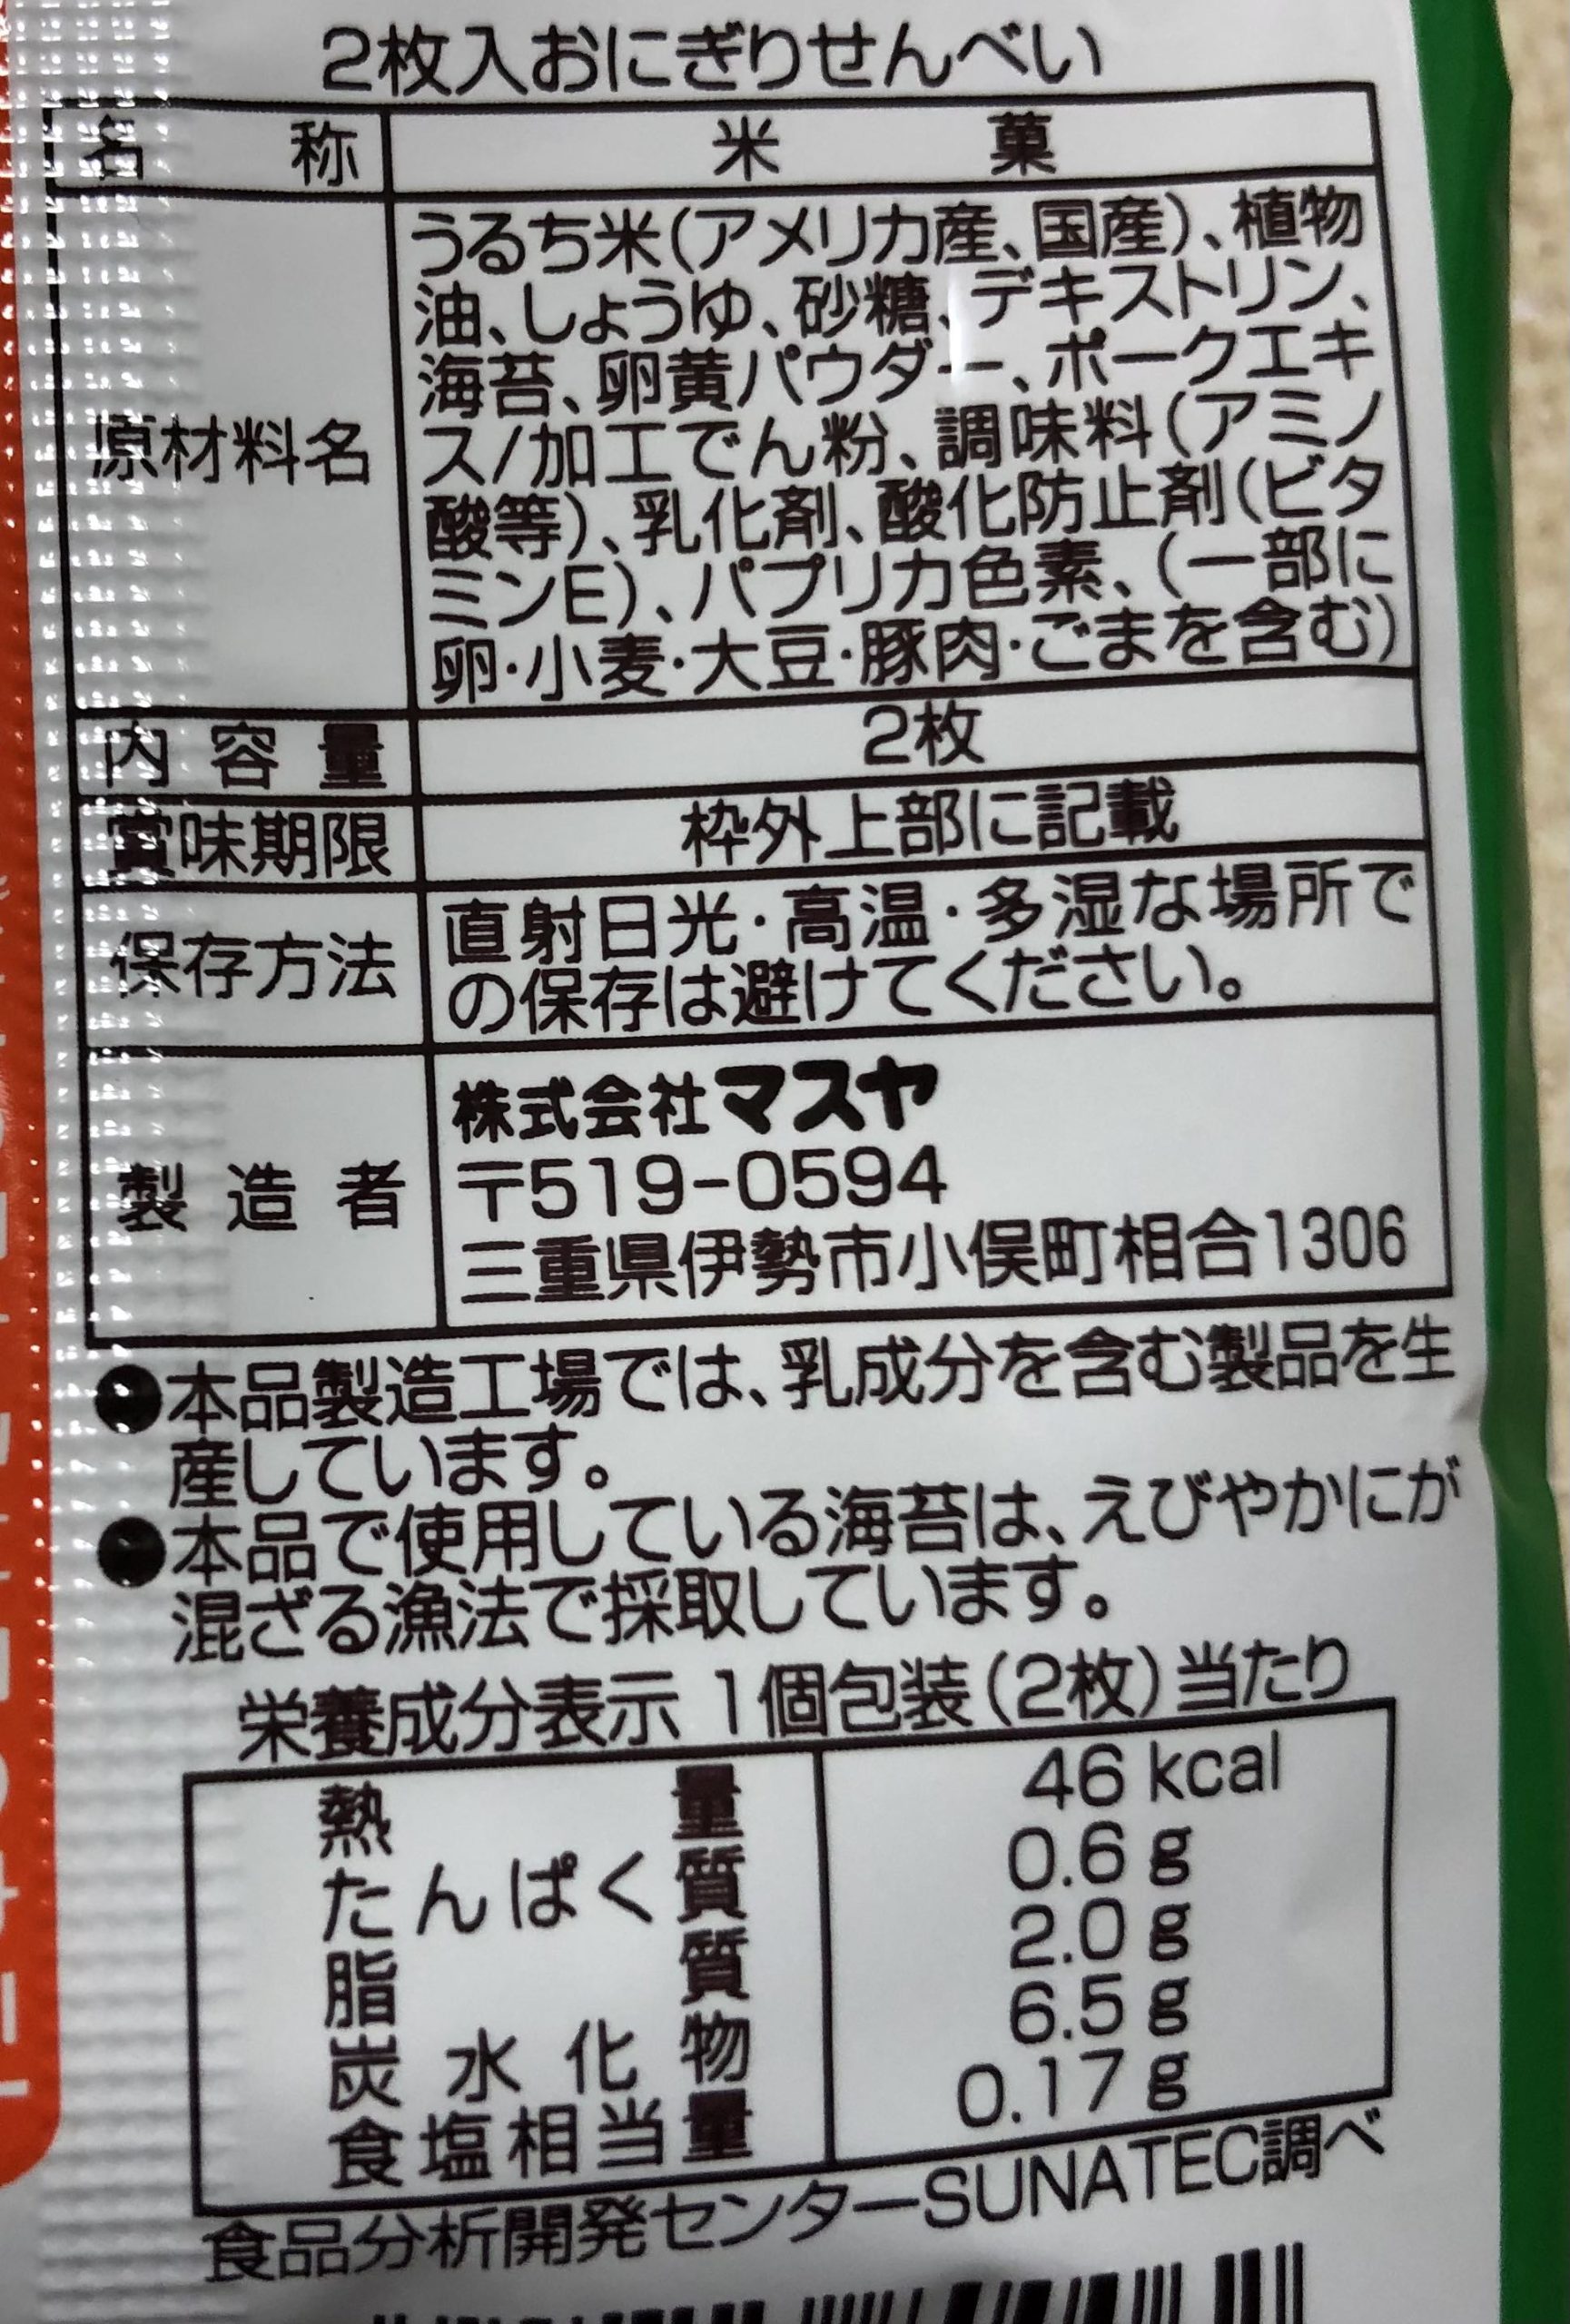 2枚入おにぎりせんべい
名称 米菓
原材料名
うるち米(アメリカ産、国産)、植物
油、しょうゆ、砂糖、デキストリン、
海苔、卵黄パウダー、ポークエキ
ス/加工でん粉、調味料(アミノ
酸等)、乳化剤、酸化防止剤(ビタ
ミンE)、パプリカ色素、(一部に
卵・小麦・大豆・豚肉・ごまを含む)
内容量 2枚
賞味期限 枠外上部に記載
保存方法
直射日光・高温・多湿な場所で
の保存は避けてください。
製造者
株式会社マスヤ
〒519-0594
三重県伊勢市小俣町相合1306
●本品製造工場では、乳成分を含む製品を生
産しています。
●本品で使用している海苔は、えびやかにが
混ざる漁法で採取しています。
栄養成分表示 1個包装(2枚)当たり
熱量 46 kcal
たんぱく質 0.6 g
脂質 2.0 g
炭水化物 6.5 g
食塩相当量 0.17 g
食品分析開発センターSUNATEC調べ